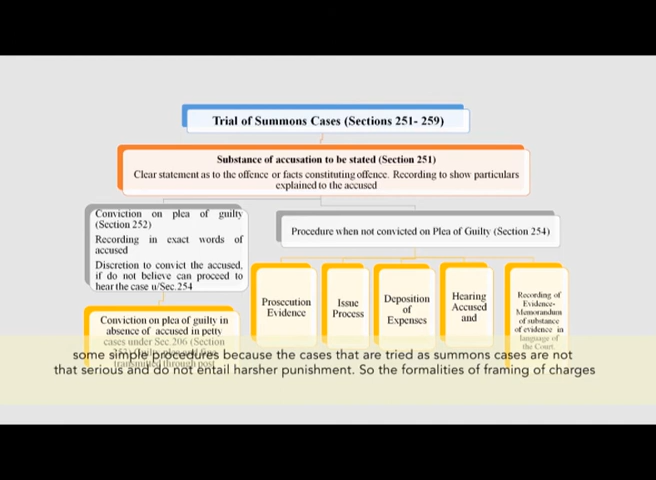 Trial of Summons Cases (Sections 251- 259)
Substance of accusation to be stated (Section 251)
Clear statement as to the offence or facts constituting offence. Recording to show particulars
explained to the accused
Conviction on plea of guilty
(Section 252)
Recording in exact words of
accused
Discretion to convict the accused,
if do not believe can proceed to
hear the case u/Sec.254
Procedure when not convicted on Plea of Guilty (Section 254)
Conviction on plea of guilty in
absence of accused in petty
cases under Sec.206 (Section
transmitted through post
Prosecution
Evidence
Issue
Process
Deposition
of
Expenses
Hearing
Accused
and
Recording of
Evidence-
Memorandum
of substance
of evidence in
language of
the Court.
some simple procedures because the cases that are tried as summons cases are not
that serious and do not entail harsher punishment. So the formalities of framing of charges